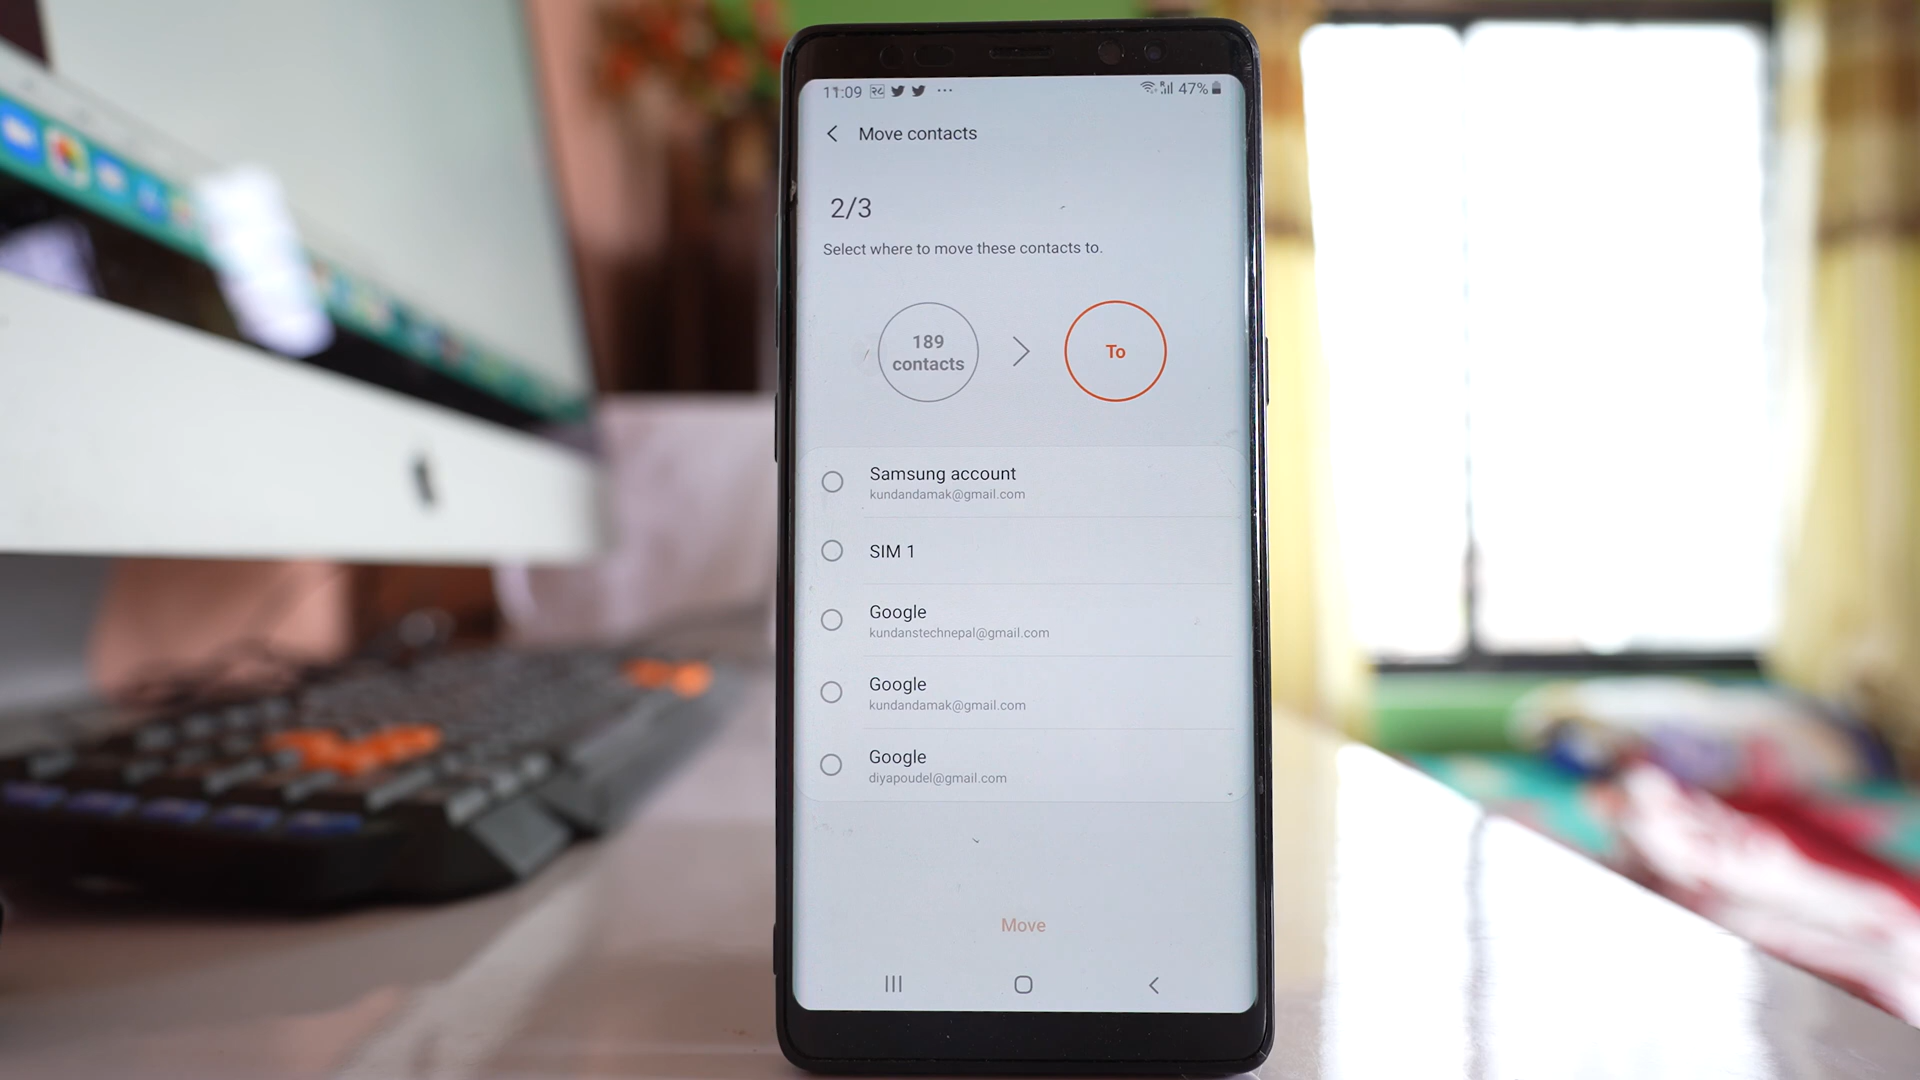 11:09 २८ ... 47%
Move contacts
2/3
Select where to move these contacts to.
189
contacts
To
Samsung account
kundandamak@gmail.com
SIM 1
Google
kundanstechnepal@gmail.com
Google
kundandamak@gmail.com
Google
diyapoudel@gmail.com
Move